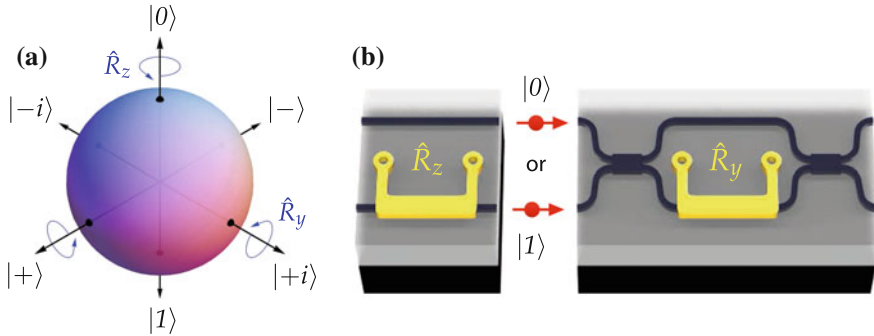 (a)
|0⟩
R̂z
|−i⟩
|−⟩
R̂y
|+⟩
|+i⟩
|1⟩
(b)
|0⟩
R̂z
or
R̂y
|1⟩